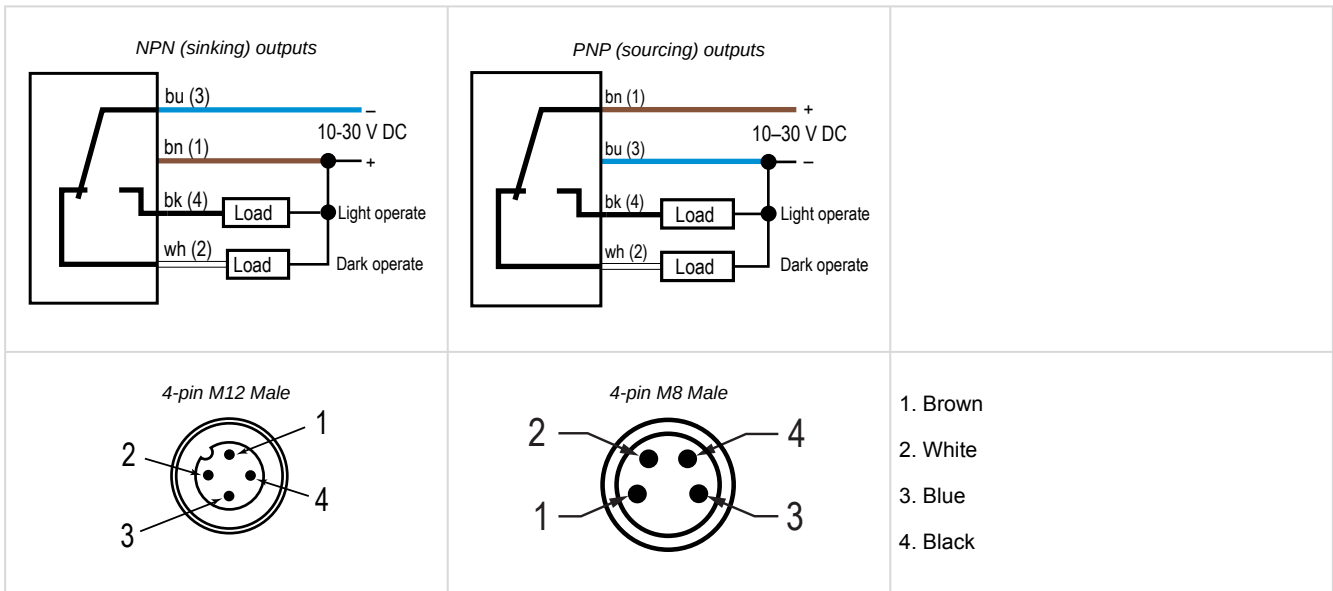 NPN (sinking) outputs
bu (3)
–
10-30 V DC
bn (1)
+
bk (4)
Load
Light operate
wh (2)
Load
Dark operate
PNP (sourcing) outputs
bn (1)
+
10–30 V DC
bu (3)
–
bk (4)
Load
Light operate
wh (2)
Load
Dark operate
4-pin M12 Male
1
2
4
3
4-pin M8 Male
2
4
1
3
1. Brown
2. White
3. Blue
4. Black